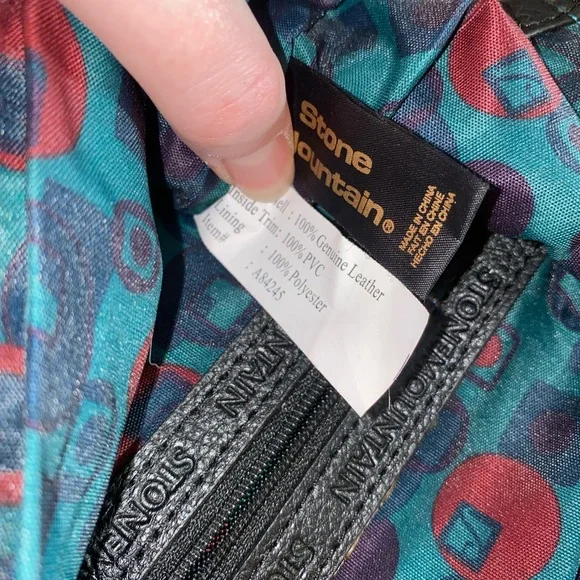 Stone
Mountain®
MADE IN CHINA
FAIT EN CHINE
HECHO EN CHINA
: 100% Genuine Leather
Inside Trim: 100% PVC
Lining : 100% Polyester
Item# : A84245
STONE MOUNTAIN
STONE MOUNTAIN